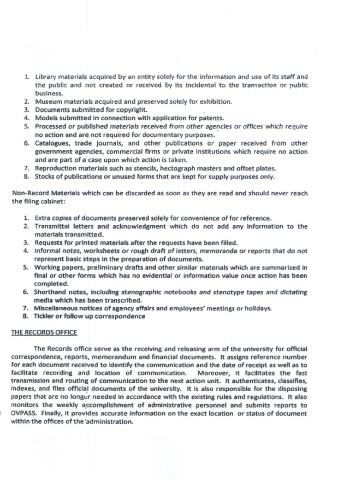 1. Library materials acquired by an entity solely for the information and use of its staff and
the public and not created or received by its incidental to the transaction or public
business.
2. Museum materials acquired and preserved solely for exhibition.
3. Documents submitted for copyright.
4. Models submitted in connection with application for patents.
5. Processed or published materials received from other agencies or offices which require
no action and are not required for documentary purposes.
6. Catalogues, trade journals, and other publications or paper received from other
government agencies, commercial firms or private institutions which require no action
and are part of a case upon which action is taken.
7. Reproduction materials such as stencils, hectograph masters and offset plates.
8. Stocks of publications or unused forms that are kept for supply purposes only.
Non-Record Materials which can be discarded as soon as they are read and should never reach
the filing cabinet:
1. Extra copies of documents preserved solely for convenience of for reference.
2. Transmittal letters and acknowledgment which do not add any information to the
materials transmitted.
3. Requests for printed materials after the requests have been filled.
4. Informal notes, worksheets or rough draft of letters, memoranda or reports that do not
represent basic steps in the preparation of documents.
5. Working papers, preliminary drafts and other similar materials which are summarized in
final or other forms which has no evidential or information value once action has been
completed.
6. Shorthand notes, including stenographic notebooks and stenotype tapes and dictating
media which has been transcribed.
7. Miscellaneous notices of agency affairs and employees' meetings or holidays.
8. Tickler or follow up correspondence
THE RECORDS OFFICE
The Records office serve as the receiving and releasing arm of the university for official
correspondence, reports, memorandum and financial documents. It assigns reference number
for each document received to identify the communication and the date of receipt as well as to
facilitate recording and location of communication. Moreover, it facilitates the fast
transmission and routing of communication to the next action unit. It authenticates, classifies,
indexes, and files official documents of the university. It is also responsible for the disposing
papers that are no longer needed in accordance with the existing rules and regulations. It also
monitors the weekly accomplishment of administrative personnel and submits reports to
OVPASS. Finally, it provides accurate information on the exact location or status of document
within the offices of the administration.